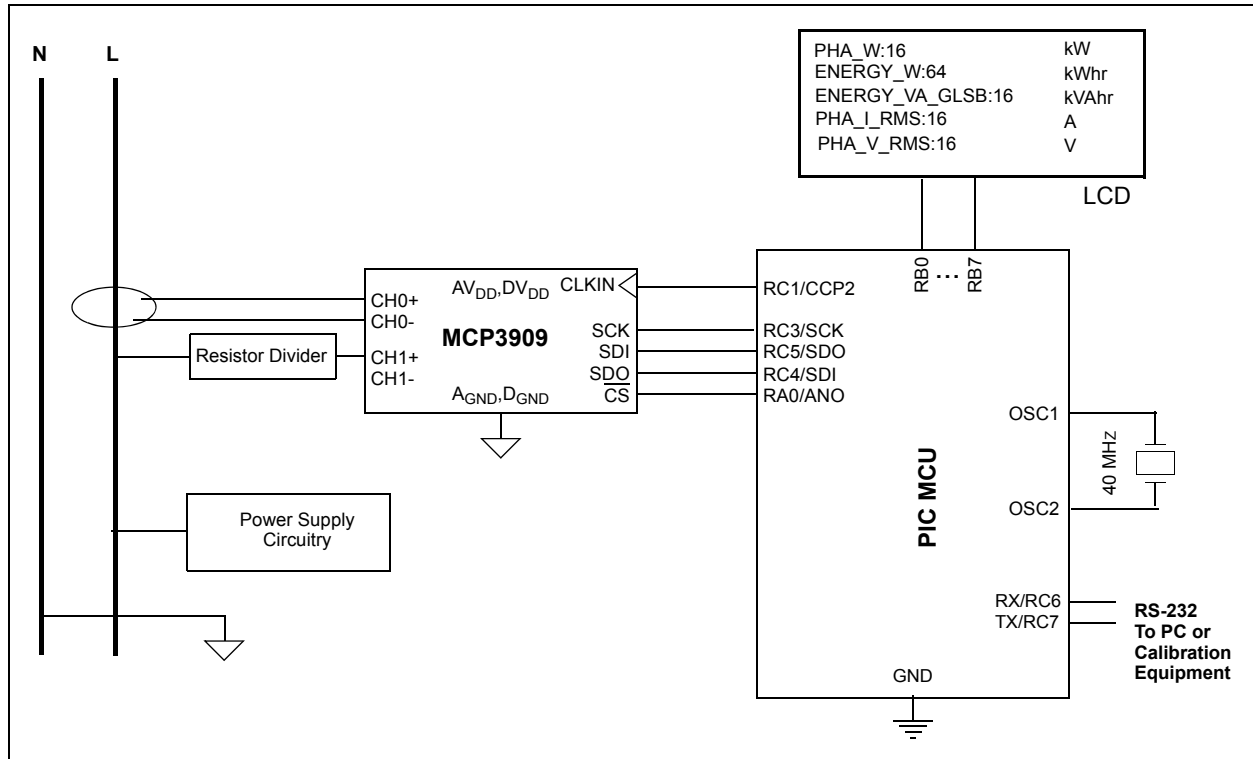 N
L
PHA_W:16 kW
ENERGY_W:64 kWhr
ENERGY_VA_GLSB:16 kVAhr
PHA_I_RMS:16 A
PHA_V_RMS:16 V
LCD
CH0+
CH0-
CH1+
CH1-
AVDD,DVDD
CLKIN
MCP3909
SCK
SDI
SDO
CS
AGND,DGND
Resistor Divider
Power Supply
Circuitry
RB0 ... RB7
RC1/CCP2
RC3/SCK
RC5/SDO
RC4/SDI
RA0/ANO
PIC MCU
OSC1
OSC2
40 MHz
RX/RC6
TX/RC7
GND
RS-232
To PC or
Calibration
Equipment